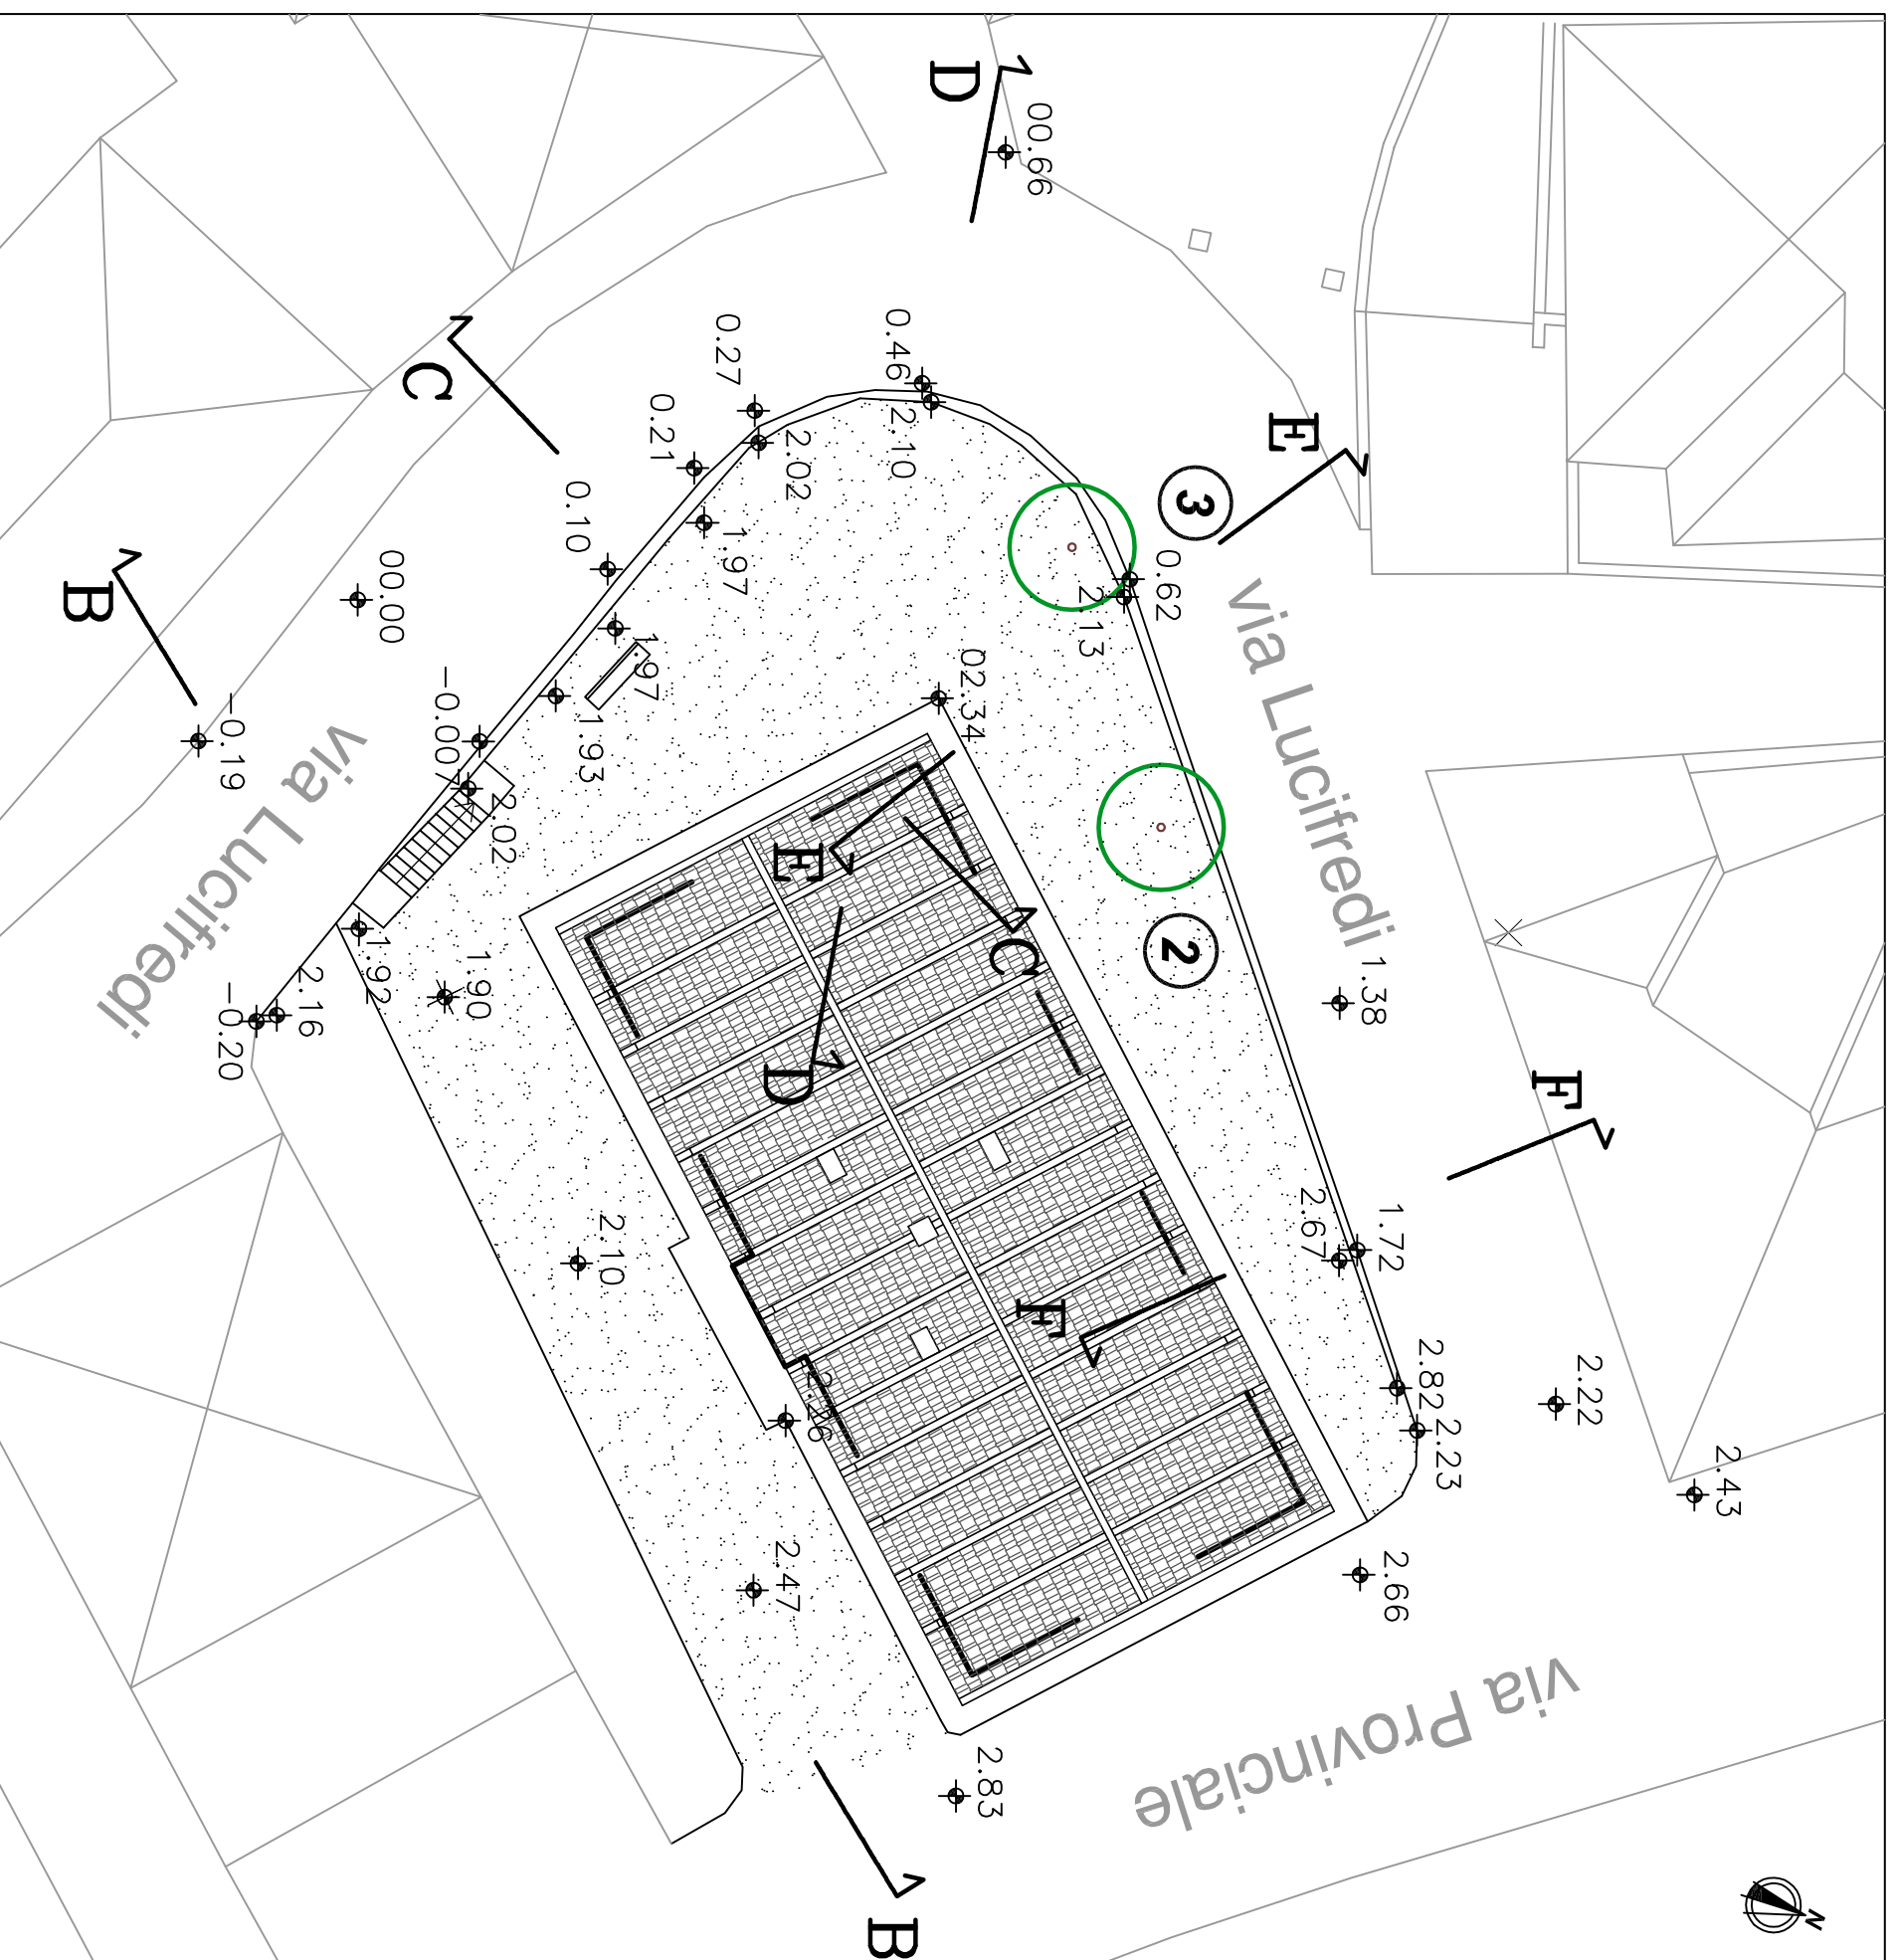 D
00.66
E
3
0.46
2.10
0.27
2.02
0.21
1.97
0.10
1.97
1.93
C
00.00
B
-0.19
-0.007
2.02
via Lucifredi
0.62
2.13
02.34
via Lucifredi
1.38
2
E
C
D
1.92
1.90
2.16
-0.20
F
2.67
1.72
F
2.10
2.26
2.82
2.23
2.22
2.43
2.66
2.47
2.83
via Provinciale
B
N